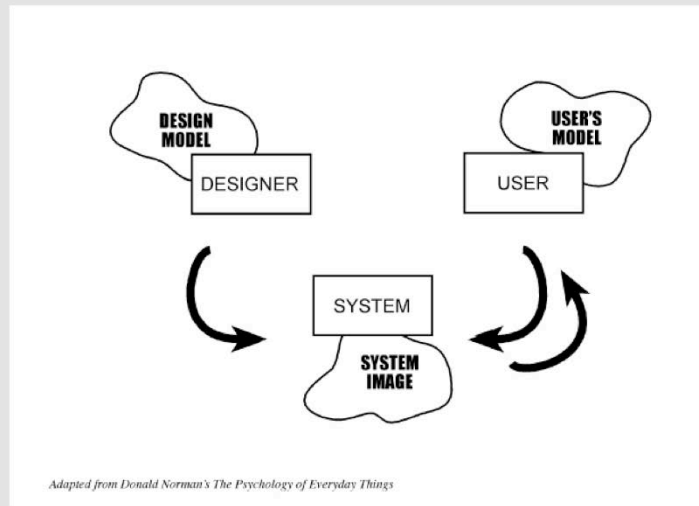 DESIGN
MODEL
DESIGNER
USER'S
MODEL
USER
SYSTEM
SYSTEM
IMAGE
Adapted from Donald Norman's The Psychology of Everyday Things